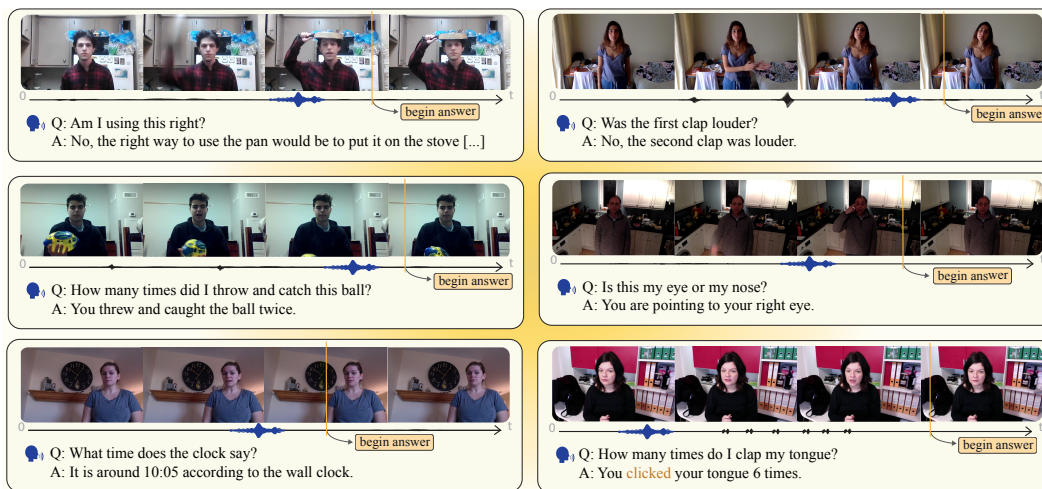 0
t
begin answer
Q: Am I using this right?
A: No, the right way to use the pan would be to put it on the stove [...]
0
t
begin answer
Q: Was the first clap louder?
A: No, the second clap was louder.
0
t
begin answer
Q: How many times did I throw and catch this ball?
A: You threw and caught the ball twice.
0
t
begin answer
Q: Is this my eye or my nose?
A: You are pointing to your right eye.
0
t
begin answer
Q: What time does the clock say?
A: It is around 10:05 according to the wall clock.
0
t
begin answer
Q: How many times do I clap my tongue?
A: You clicked your tongue 6 times.